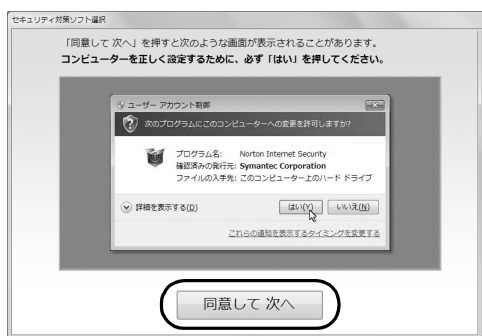 セキュリティ対策ソフト選択
「同意して 次へ」を押すと次のような画面が表示されることがあります。
コンピューターを正しく設定するために、必ず「はい」を押してください。
ユーザー アカウント制御
次のプログラムにこのコンピューターへの変更を許可しますか?
プログラム名: Norton Internet Security
確認済みの発行元: Symantec Corporation
ファイルの入手先: このコンピューター上のハード ドライブ
詳細を表示する(D) はい(Y) いいえ(N)
これらの通知を表示するタイミングを変更する
同意して 次へ